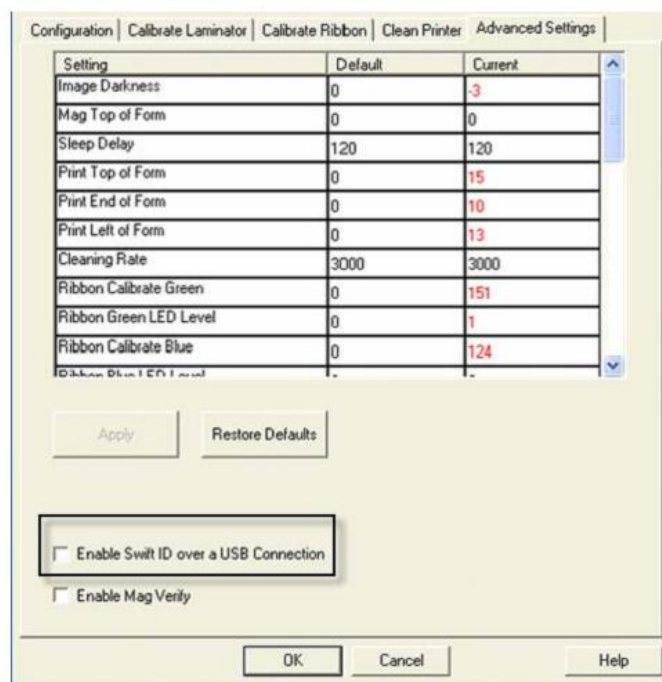 Configuration Calibrate Laminator Calibrate Ribbon Clean Printer Advanced Settings
Setting Default Current
Image Darkness 0 -3
Mag Top of Form 0 0
Sleep Delay 120 120
Print Top of Form 0 15
Print End of Form 0 10
Print Left of Form 0 13
Cleaning Rate 3000 3000
Ribbon Calibrate Green 0 151
Ribbon Green LED Level 0 1
Ribbon Calibrate Blue 0 124
Ribbon Blue LED Level
Apply Restore Defaults
Enable Swift ID over a USB Connection
Enable Mag Verify
OK Cancel Help